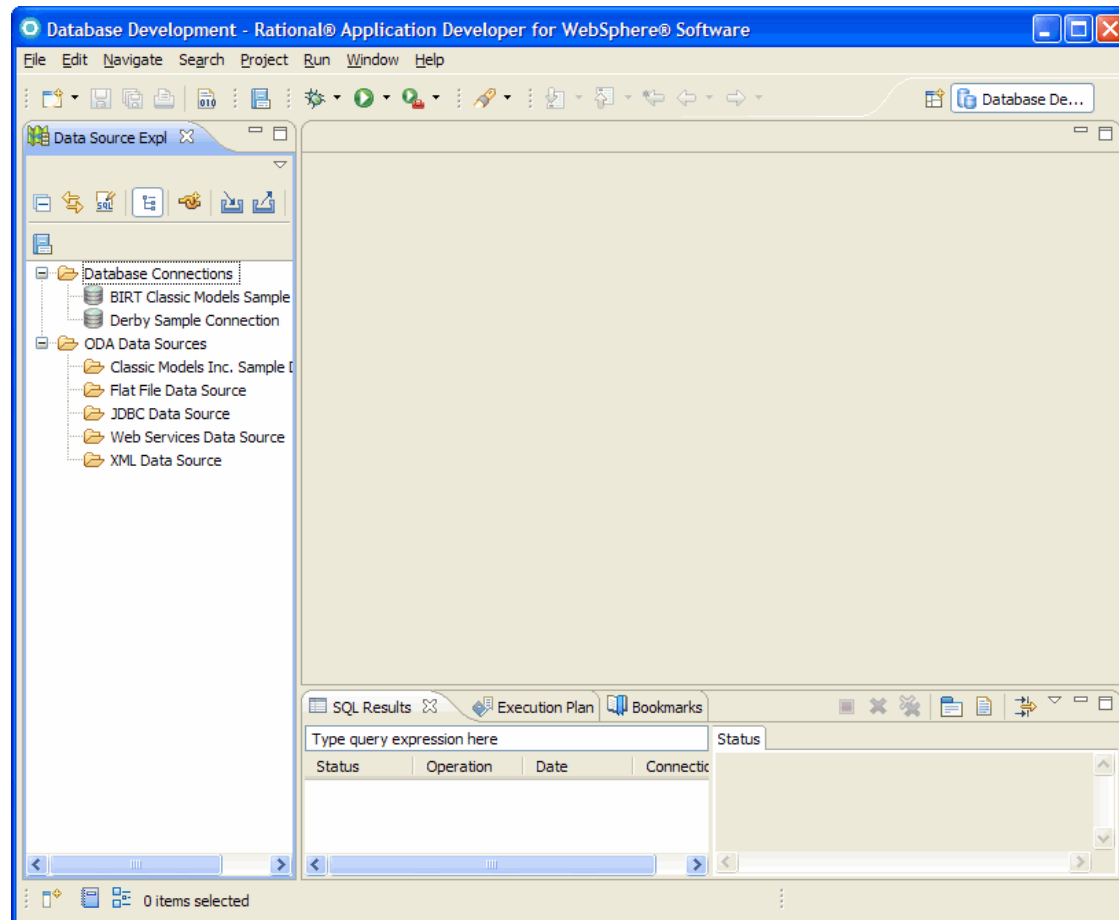 Database Development - Rational® Application Developer for WebSphere® Software
File Edit Navigate Search Project Run Window Help
010
Database De...
Data Source Expl
SQL
Database Connections
BIRT Classic Models Sample
Derby Sample Connection
ODA Data Sources
Classic Models Inc. Sample D
Flat File Data Source
JDBC Data Source
Web Services Data Source
XML Data Source
SQL Results Execution Plan Bookmarks
Type query expression here Status
Status Operation Date Connectio
0 items selected